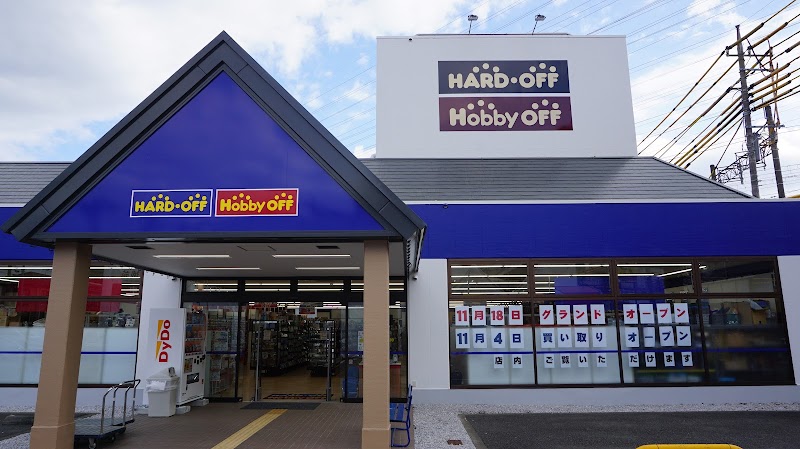 HARD・OFF
Hobby OFF
HARD・OFF Hobby OFF
DyDo
11月18日 グランド オープン
11月4日 買い取り オープン
店内 ご覧いた だけます